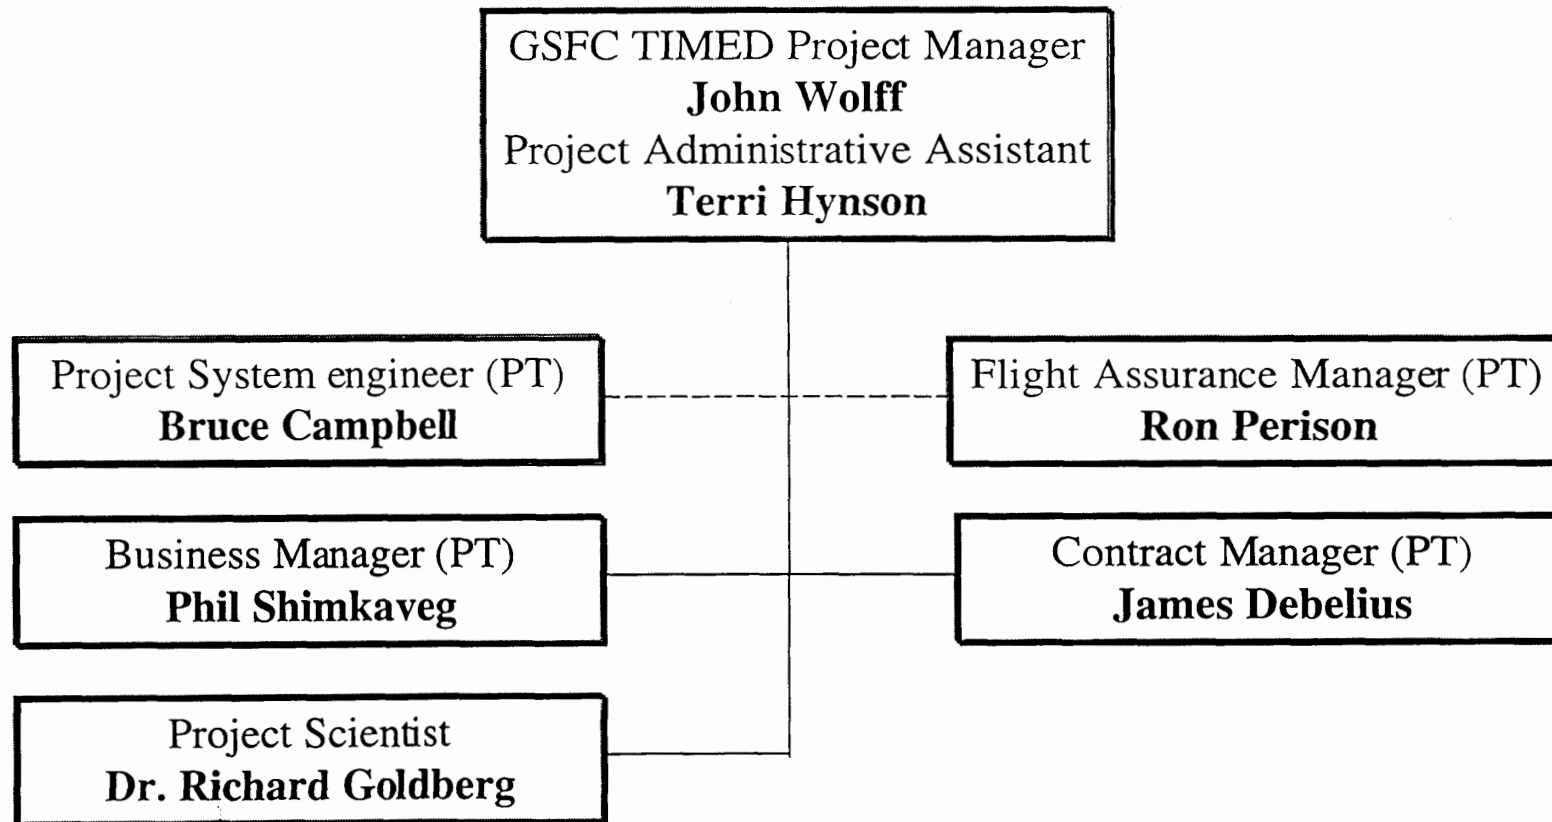 GSFC TIMED Project Manager
John Wolff
Project Administrative Assistant
Terri Hynson
Project System engineer (PT)
Bruce Campbell
Flight Assurance Manager (PT)
Ron Perison
Business Manager (PT)
Phil Shimkaveg
Contract Manager (PT)
James Debelius
Project Scientist
Dr. Richard Goldberg